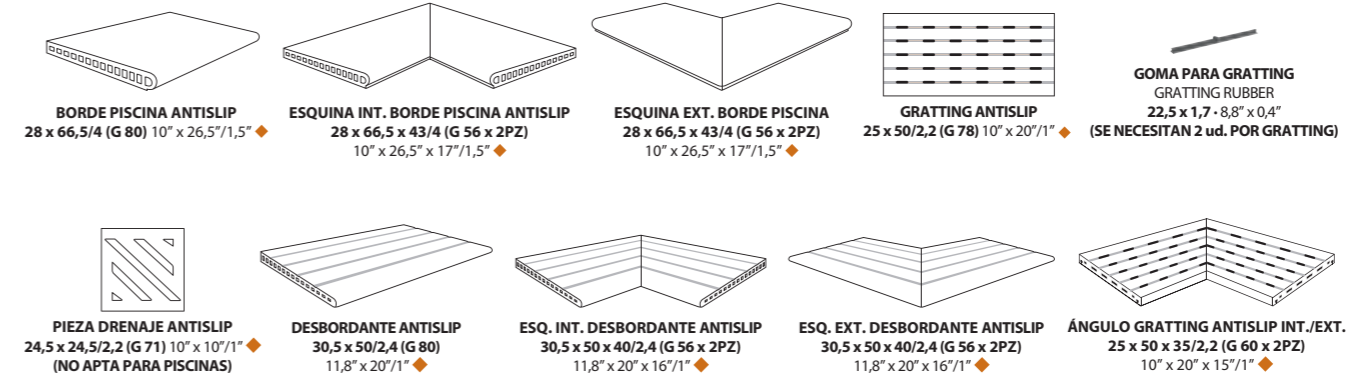 BORDE PISCINA ANTISLIP
28 x 66,5/4 (G 80) 10” x 26,5”/1,5”
ESQUINA INT. BORDE PISCINA ANTISLIP
28 x 66,5 x 43/4 (G 56 x 2PZ)
10” x 26,5” x 17”/1,5”
ESQUINA EXT. BORDE PISCINA
28 x 66,5 x 43/4 (G 56 x 2PZ)
10” x 26,5” x 17”/1,5”
GRATTING ANTISLIP
25 x 50/2,2 (G 78) 10” x 20”/1”
GOMA PARA GRATTING
GRATTING RUBBER
22,5 x 1,7 · 8,8” x 0,4”
(SE NECESITAN 2 ud. POR GRATTING)
PIEZA DRENAJE ANTISLIP
24,5 x 24,5/2,2 (G 71) 10” x 10”/1”
(NO APTA PARA PISCINAS)
DESBORDANTE ANTISLIP
30,5 x 50/2,4 (G 80)
11,8” x 20”/1”
ESQ. INT. DESBORDANTE ANTISLIP
30,5 x 50 x 40/2,4 (G 56 x 2PZ)
11,8” x 20” x 16”/1”
ESQ. EXT. DESBORDANTE ANTISLIP
30,5 x 50 x 40/2,4 (G 56 x 2PZ)
11,8” x 20” x 16”/1”
ÁNGULO GRATTING ANTISLIP INT./EXT.
25 x 50 x 35/2,2 (G 60 x 2PZ)
10” x 20” x 15”/1”